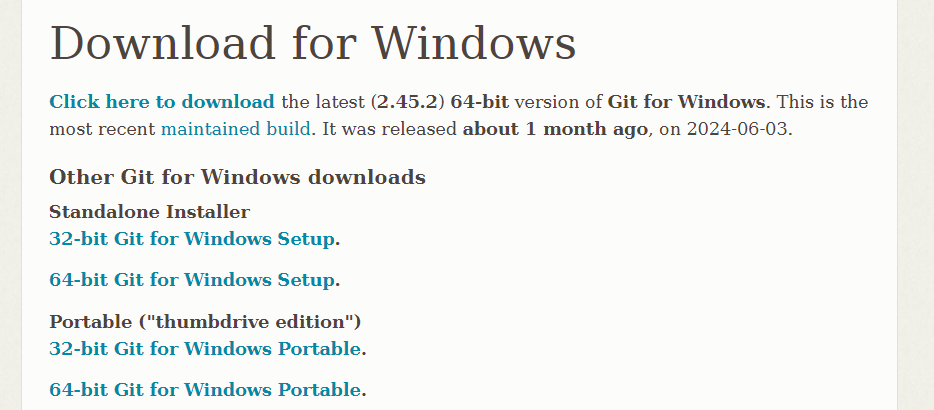 Download for Windows
Click here to download the latest (2.45.2) 64-bit version of Git for Windows. This is the
most recent maintained build. It was released about 1 month ago, on 2024-06-03.
Other Git for Windows downloads
Standalone Installer
32-bit Git for Windows Setup.
64-bit Git for Windows Setup.
Portable ("thumbdrive edition")
32-bit Git for Windows Portable.
64-bit Git for Windows Portable.